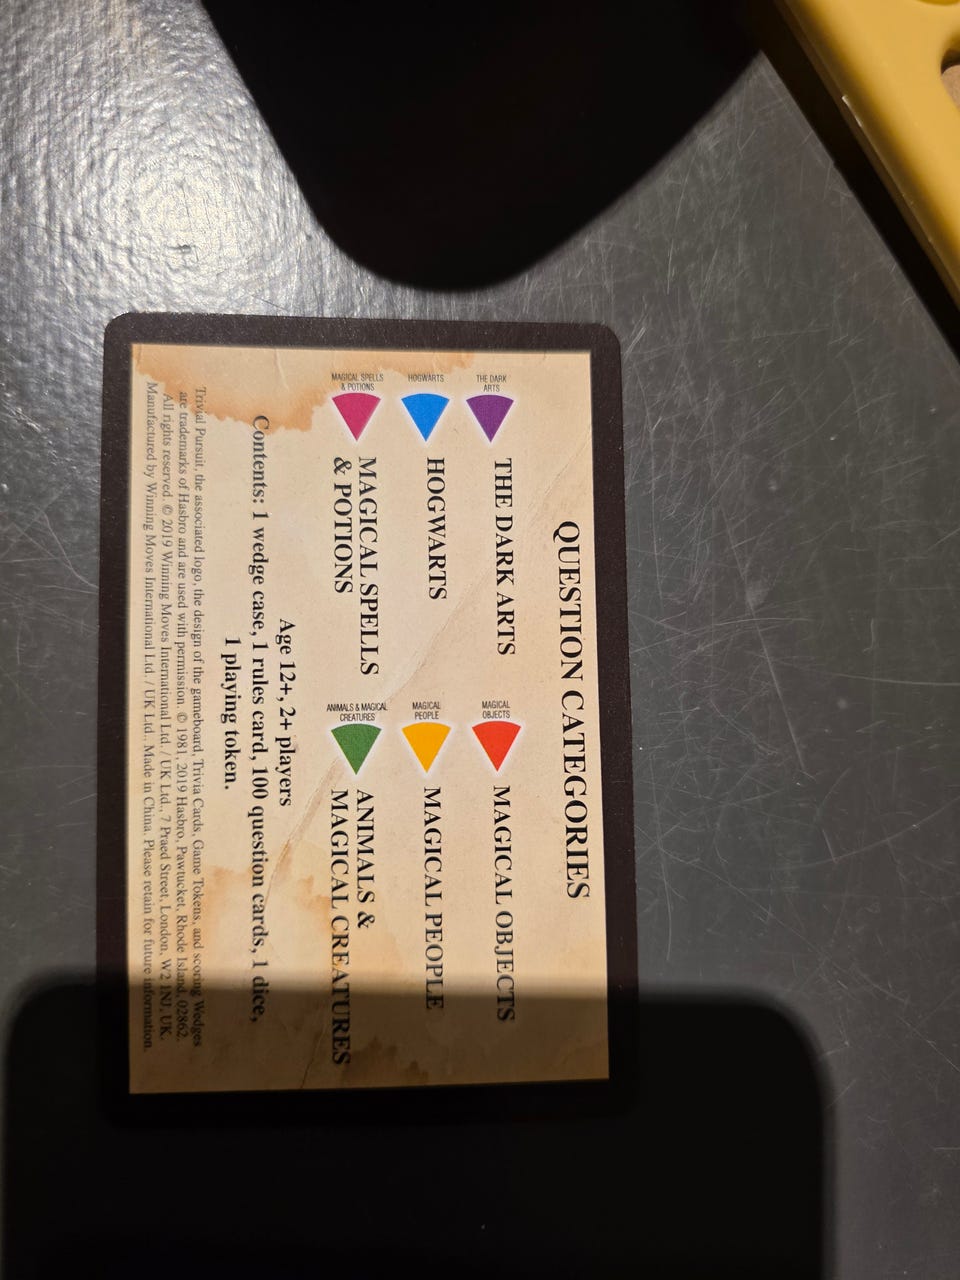 QUESTION CATEGORIES
THE DARK
ARTS
THE DARK ARTS
MAGICAL
OBJECTS
MAGICAL OBJECTS
HOGWARTS
HOGWARTS
MAGICAL
PEOPLE
MAGICAL PEOPLE
MAGICAL SPELLS
& POTIONS
MAGICAL SPELLS
& POTIONS
ANIMALS & MAGICAL
CREATURES
ANIMALS &
MAGICAL CREATURES
Age 12+, 2+ players
Contents: 1 wedge case, 1 rules card, 100 question cards, 1 dice,
1 playing token.
Trivial Pursuit, the associated logo, the design of the gameboard, Trivia Cards, Game Tokens, and scoring Wedges
are trademarks of Hasbro and are used with permission. © 1981, 2019 Hasbro, Pawtucket, Rhode Island, 02862.
All rights reserved. © 2019 Winning Moves International Ltd. / UK Ltd., 7 Praed Street, London, W2 1NJ, UK.
Manufactured by Winning Moves International Ltd. / UK Ltd.. Made in China. Please retain for future information.